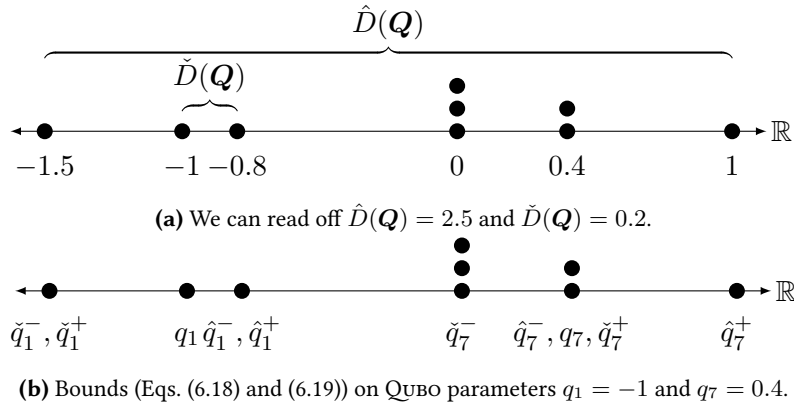 D̂(Q)
Ď(Q)
ℝ
−1.5 −1 −0.8 0 0.4 1
(a) We can read off D̂(Q) = 2.5 and Ď(Q) = 0.2.
ℝ
q̌₁⁻, q̌₁⁺ q₁ q̂₁⁻, q̂₁⁺ q̌₇⁻ q̂₇⁻, q₇, q̌₇⁺ q̂₇⁺
(b) Bounds (Eqs. (6.18) and (6.19)) on QUBO parameters q₁ = −1 and q₇ = 0.4.